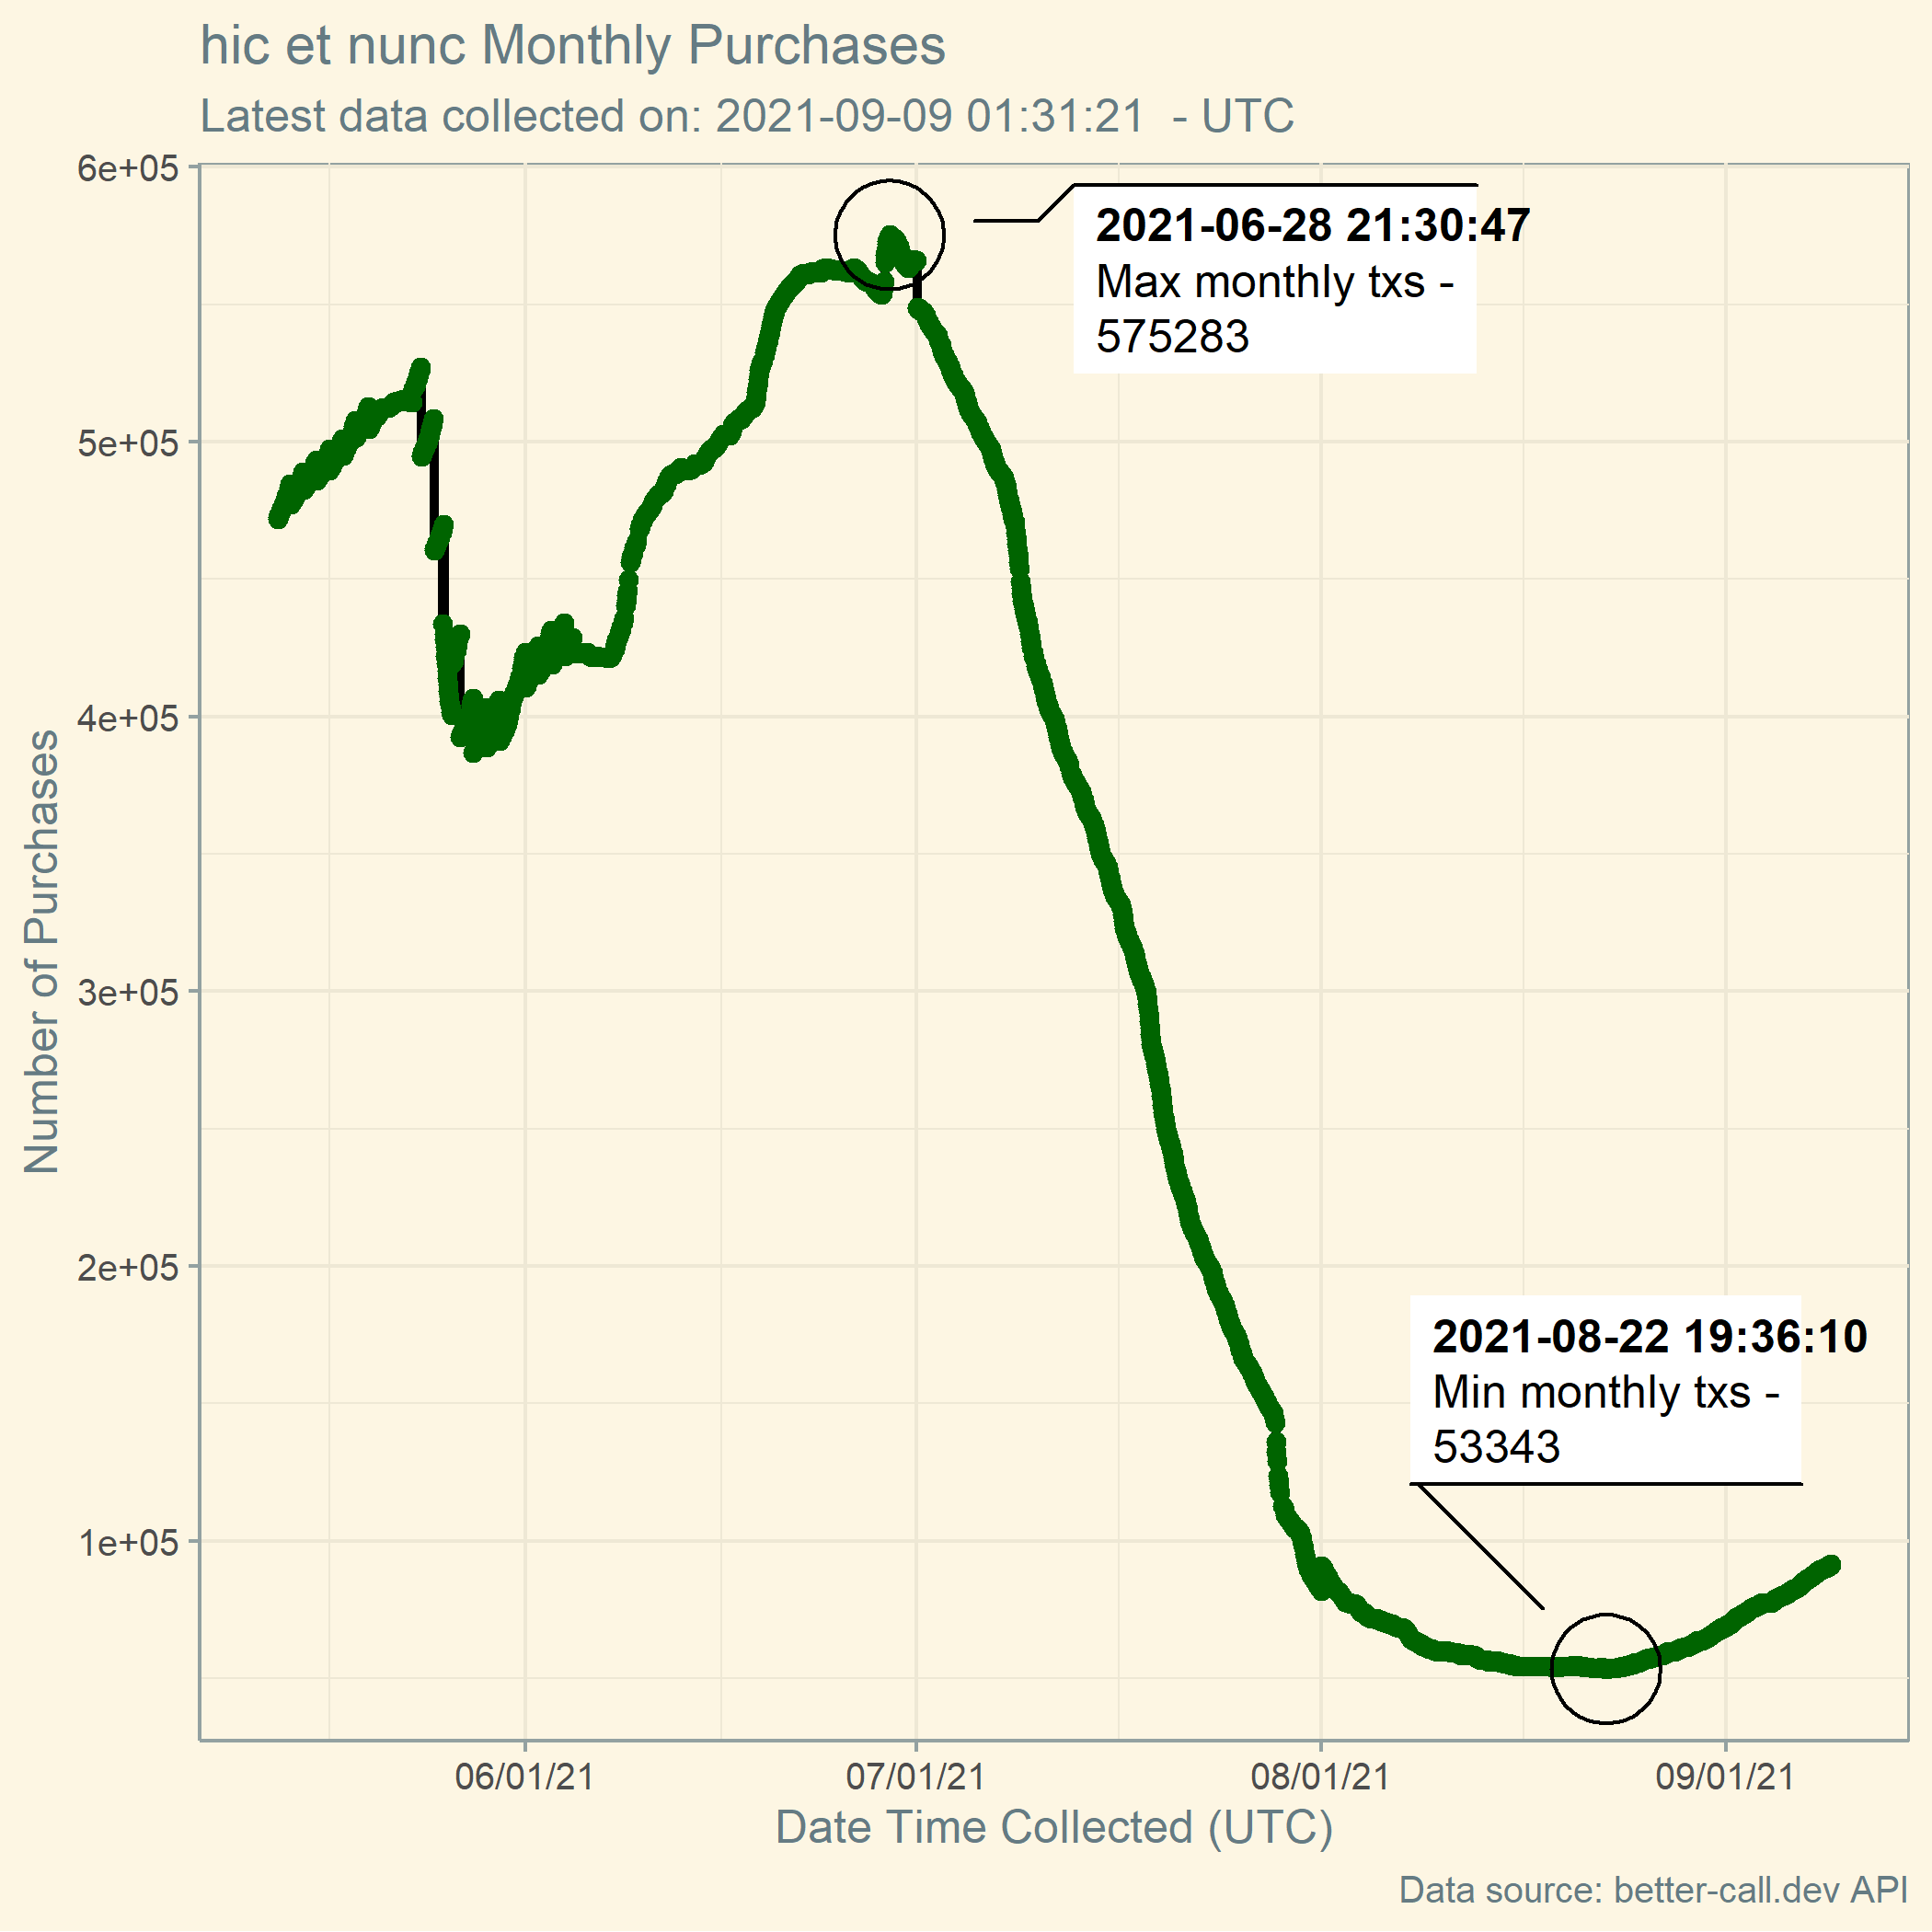 hic et nunc Monthly Purchases
Latest data collected on: 2021-09-09 01:31:21  - UTC
6e+05
5e+05
4e+05
3e+05
2e+05
1e+05
Number of Purchases
2021-06-28 21:30:47
Max monthly txs -
575283
2021-08-22 19:36:10
Min monthly txs -
53343
06/01/21
07/01/21
08/01/21
09/01/21
Date Time Collected (UTC)
Data source: better-call.dev API